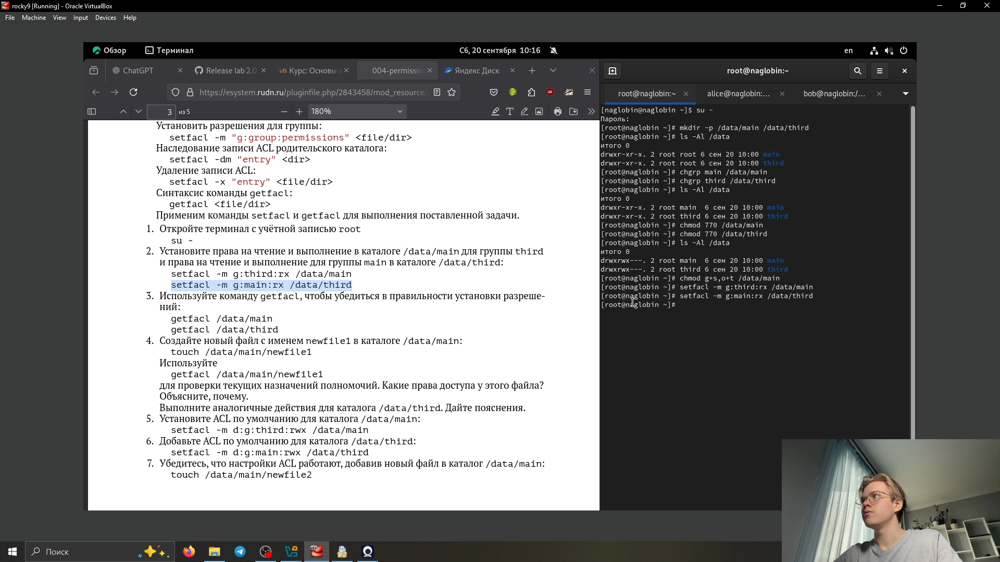 rocky9 [Running] - Oracle VirtualBox
File Machine View Input Devices Help
Обзор Терминал Сб, 20 сентября 10:16 en
ChatGPT Release lab 2.0. Курс: Основы а 004-permission Яндекс Диск
https://esystem.rudn.ru/pluginfile.php/2843458/mod_resource/
3 из 5 180%
Установить разрешения для группы:
setfacl -m "g:group:permissions" <file/dir>
Наследование записи ACL родительского каталога:
setfacl -dm "entry" <dir>
Удаление записи ACL:
setfacl -x "entry" <file/dir>
Синтаксис команды getfacl:
getfacl <file/dir>
Применим команды setfacl и getfacl для выполнения поставленной задачи.
1. Откройте терминал с учётной записью root
su -
2. Установите права на чтение и выполнение в каталоге /data/main для группы third
и права на чтение и выполнение для группы main в каталоге /data/third:
setfacl -m g:third:rx /data/main
setfacl -m g:main:rx /data/third
3. Используйте команду getfacl, чтобы убедиться в правильности установки разреше-
ний:
getfacl /data/main
getfacl /data/third
4. Создайте новый файл с именем newfile1 в каталоге /data/main:
touch /data/main/newfile1
Используйте
getfacl /data/main/newfile1
для проверки текущих назначений полномочий. Какие права доступа у этого файла?
Объясните, почему.
Выполните аналогичные действия для каталога /data/third. Дайте пояснения.
5. Установите ACL по умолчанию для каталога /data/main:
setfacl -m d:g:third:rwx /data/main
6. Добавьте ACL по умолчанию для каталога /data/third:
setfacl -m d:g:main:rwx /data/third
7. Убедитесь, что настройки ACL работают, добавив новый файл в каталог /data/main:
touch /data/main/newfile2
root@naglobin:~
root@naglobin:~ alice@naglobin:... bob@naglobin:/...
[naglobin@naglobin ~]$ su -
Пароль:
[root@naglobin ~]# mkdir -p /data/main /data/third
[root@naglobin ~]# ls -Al /data
итого 0
drwxr-xr-x. 2 root root 6 сен 20 10:00 main
drwxr-xr-x. 2 root root 6 сен 20 10:00 third
[root@naglobin ~]# chgrp main /data/main
[root@naglobin ~]# chgrp third /data/third
[root@naglobin ~]# ls -Al /data
итого 0
drwxr-xr-x. 2 root main  6 сен 20 10:00 main
drwxr-xr-x. 2 root third 6 сен 20 10:00 third
[root@naglobin ~]# chmod 770 /data/main
[root@naglobin ~]# chmod 770 /data/third
[root@naglobin ~]# ls -Al /data
итого 0
drwxrwx---. 2 root main  6 сен 20 10:00 main
drwxrwx---. 2 root third 6 сен 20 10:00 third
[root@naglobin ~]# chmod g+s,o+t /data/main
[root@naglobin ~]# setfacl -m g:third:rx /data/main
[root@naglobin ~]# setfacl -m g:main:rx /data/third
[root@naglobin ~]#
Поиск